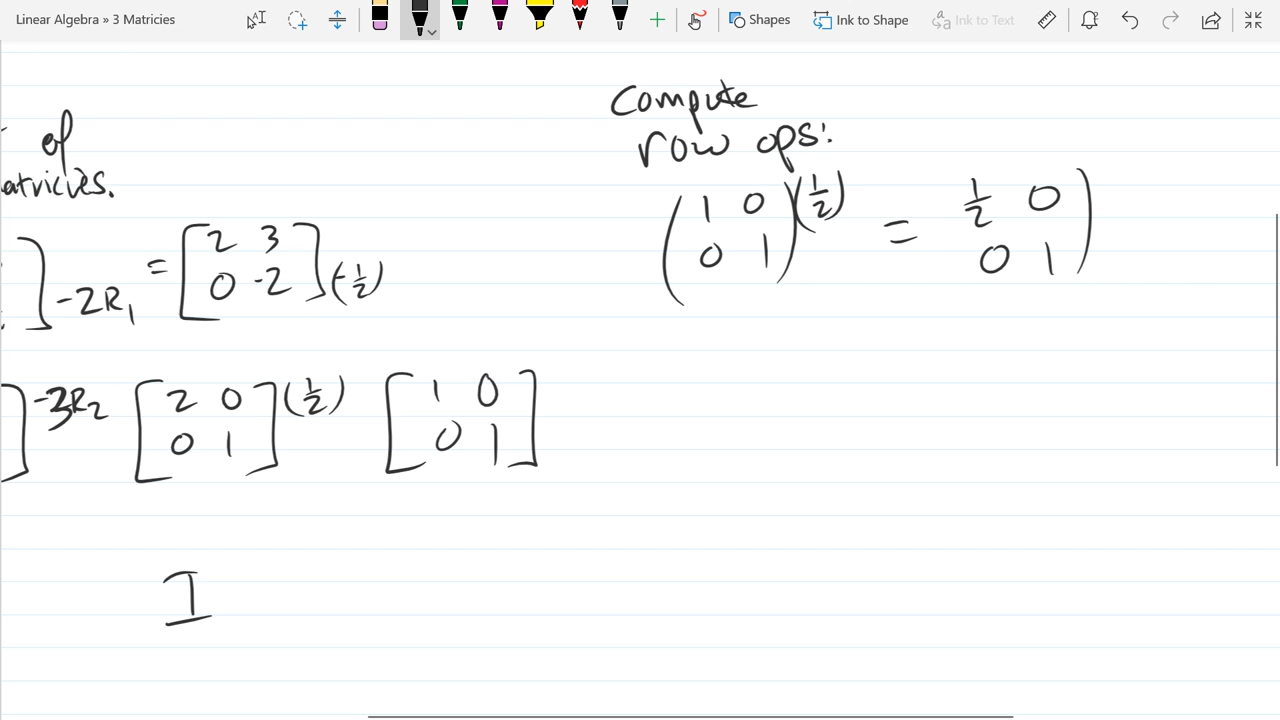 Linear Algebra » 3 Matricies
Shapes
Ink to Shape
Ink to Text
of
atricies.
Compute
row ops:
1 0 (1/2) = 1/2 0
0 1 0 1
-2R1 = 2 3
0 -2 (-1/2)
-3R2 2 0 (1/2) 1 0
0 1 0 1
I